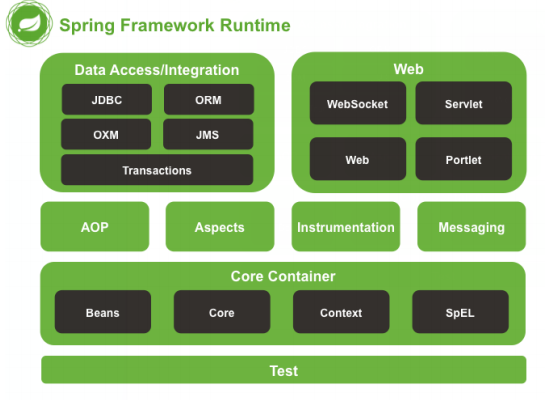 Spring Framework Runtime
Data Access/Integration
JDBC
ORM
OXM
JMS
Transactions
Web
WebSocket
Servlet
Web
Portlet
AOP
Aspects
Instrumentation
Messaging
Core Container
Beans
Core
Context
SpEL
Test